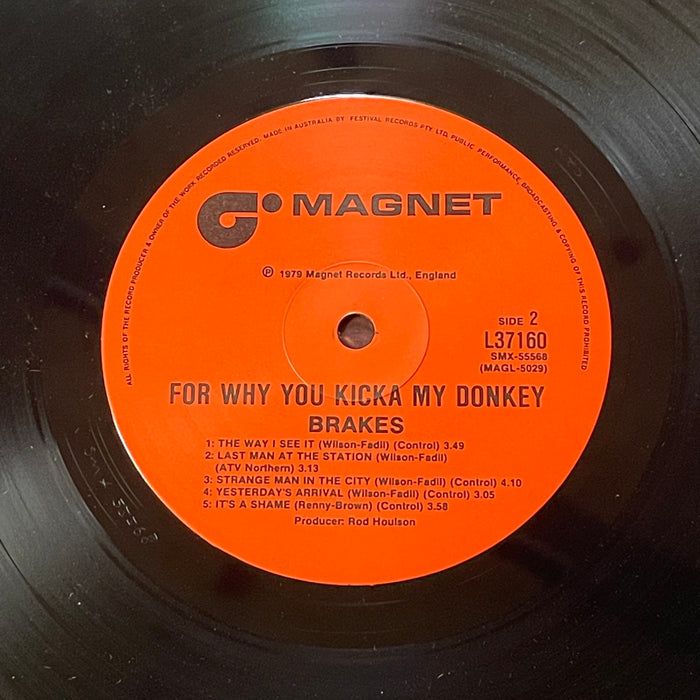 ALL RIGHTS OF THE RECORD PRODUCER & OWNER OF THE WORK RECORDED RESERVED. MADE IN AUSTRALIA BY FESTIVAL RECORDS PTY. LTD. PUBLIC PERFORMANCE, BROADCASTING & COPYING OF THIS RECORD PROHIBITED
MAGNET
℗ 1979 Magnet Records Ltd., England
SIDE 2
L37160
SMX-55568
(MAGL-5029)
FOR WHY YOU KICKA MY DONKEY
BRAKES
1: THE WAY I SEE IT (Wilson-Fadil) (Control) 3.49
2: LAST MAN AT THE STATION (Wilson-Fadil)
(ATV Northern) 3.13
3: STRANGE MAN IN THE CITY (Wilson-Fadil) (Control) 4.10
4: YESTERDAY'S ARRIVAL (Wilson-Fadil) (Control) 3.05
5: IT'S A SHAME (Renny-Brown) (Control) 3.58
Producer: Rod Houlson
SMX 55568